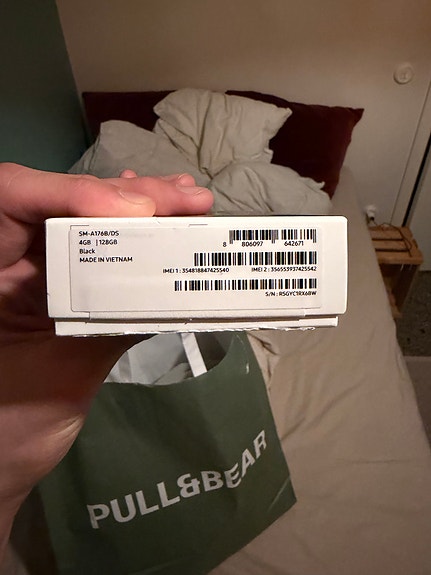 SM-A176B/DS
4GB | 128GB
Black
MADE IN VIETNAM
8 806097 642671
IMEI 1: 354818847425540 IMEI 2: 356553937425542
S/N: R5GYC1RX6BW
PULL&BEAR